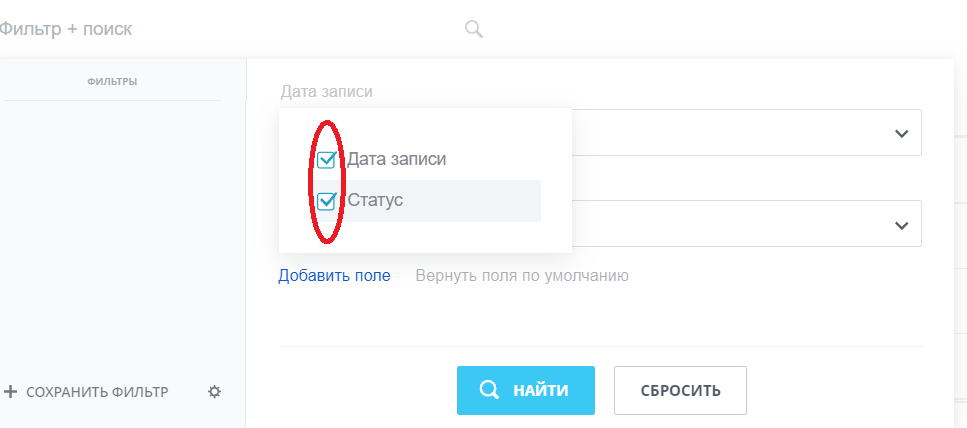 Фильтр + поиск
ФИЛЬТРЫ
Дата записи
Дата записи
Статус
Добавить поле Вернуть поля по умолчанию
СОХРАНИТЬ ФИЛЬТР
НАЙТИ СБРОСИТЬ